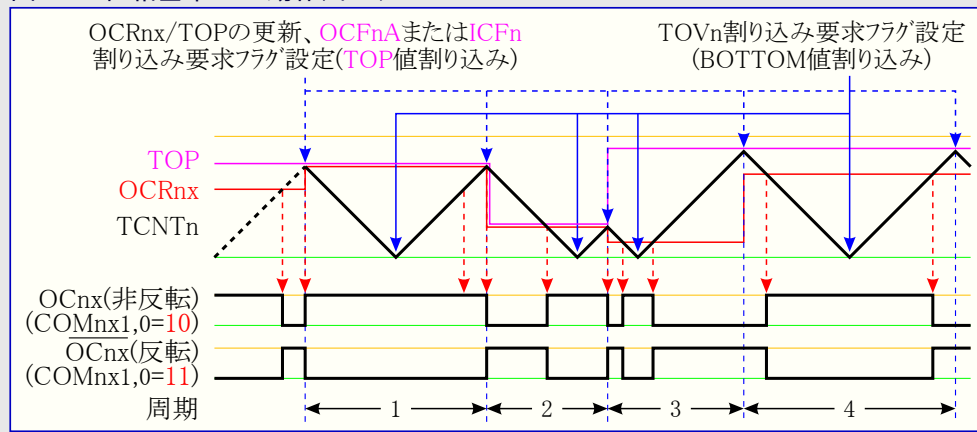 OCRnx/TOPの更新、OCFnAまたはICFn
割り込み要求フラグ設定(TOP値割り込み)
TOVn割り込み要求フラグ設定
(BOTTOM値割り込み)
TOP
OCRnx
TCNTn
OCnx(非反転)
(COMnx1,0=10)
OCnx(反転)
(COMnx1,0=11)
周期
1
2
3
4